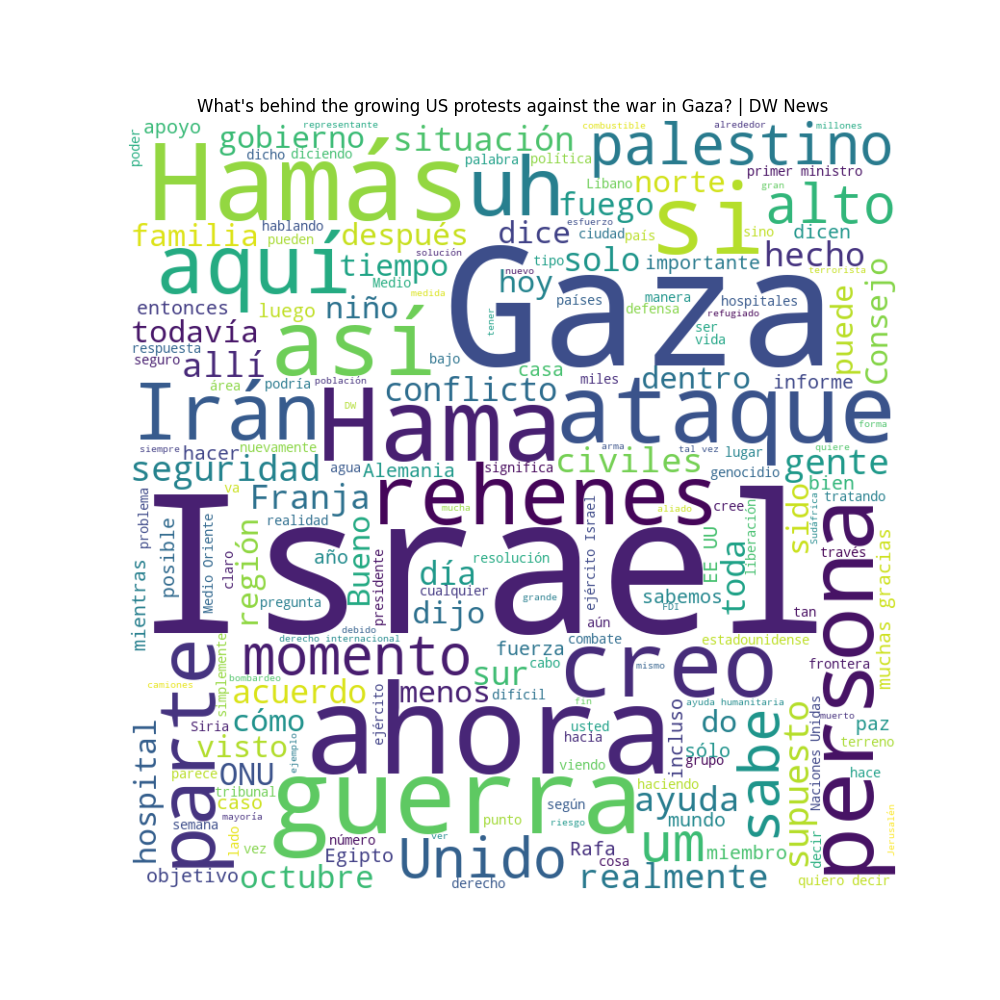 What's behind the growing US protests against the war in Gaza? | DW News
poder
apoyo
representante
gobierno
situación
combustible
palestino
alrededor
millones
dicho
diciendo
palabra
política
primer ministro
Hamás
uh
Líbano
norte
gran
si
alto
fuego
familia
hablando
pueden
después
dice
esfuerzo
ciudad
país
sino
dicen
aquí
solución
tiempo
tipo
solo
importante
hecho
terrorista
Medio
hoy
nuevo
Gaza
medida
países
manera
hospitales
entonces
luego
niño
defensa
refugiado
puede
Consejo
todavía
así
tener
ser
vida
respuesta
seguro
allí
bajo
casa
miles
dentro
informe
área
podría
población
conflicto
Irán
DW
Hama
ataque
forma
siempre
hacer
nuevamente
arma
tal vez
lugar
quiere
seguridad
agua
Alemania
significa
civiles
genocidio
gente
bien
va
Franja
rehenes
mucha
aliado
cree
sido
Sudáfrica
tratando
problema
realidad
Israel
persona
mientras
posible
Medio Oriente
claro
región
año
Bueno
presidente
día
resolución
cualquier
grande
ejército Israel
EE UU
liberación
toda
través
pregunta
dijo
FDI
sabemos
tan
muchas gracias
aún
debido
derecho internacional
combate
estadounidense
simplemente
momento
fuerza
cabo
mismo
creo
frontera
bombardeo
camiones
parte
acuerdo
menos
sur
difícil
fin
ayuda humanitaria
muerto
Siria
cómo
ejército
ahora
usted
hacia
incluso
do
sabe
supuesto
Naciones Unidas
paz
hospital
visto
sólo
terreno
parece
ONU
ejemplo
viendo
grupo
hace
tribunal
caso
guerra
haciendo
ayuda
mundo
decir
Jerusalén
semana
mayoría
lado
vez
número
ver
punto
según
riesgo
um
miembro
Egipto
Unido
Rafa
cosa
objetivo
octubre
derecho
realmente
quiero decir